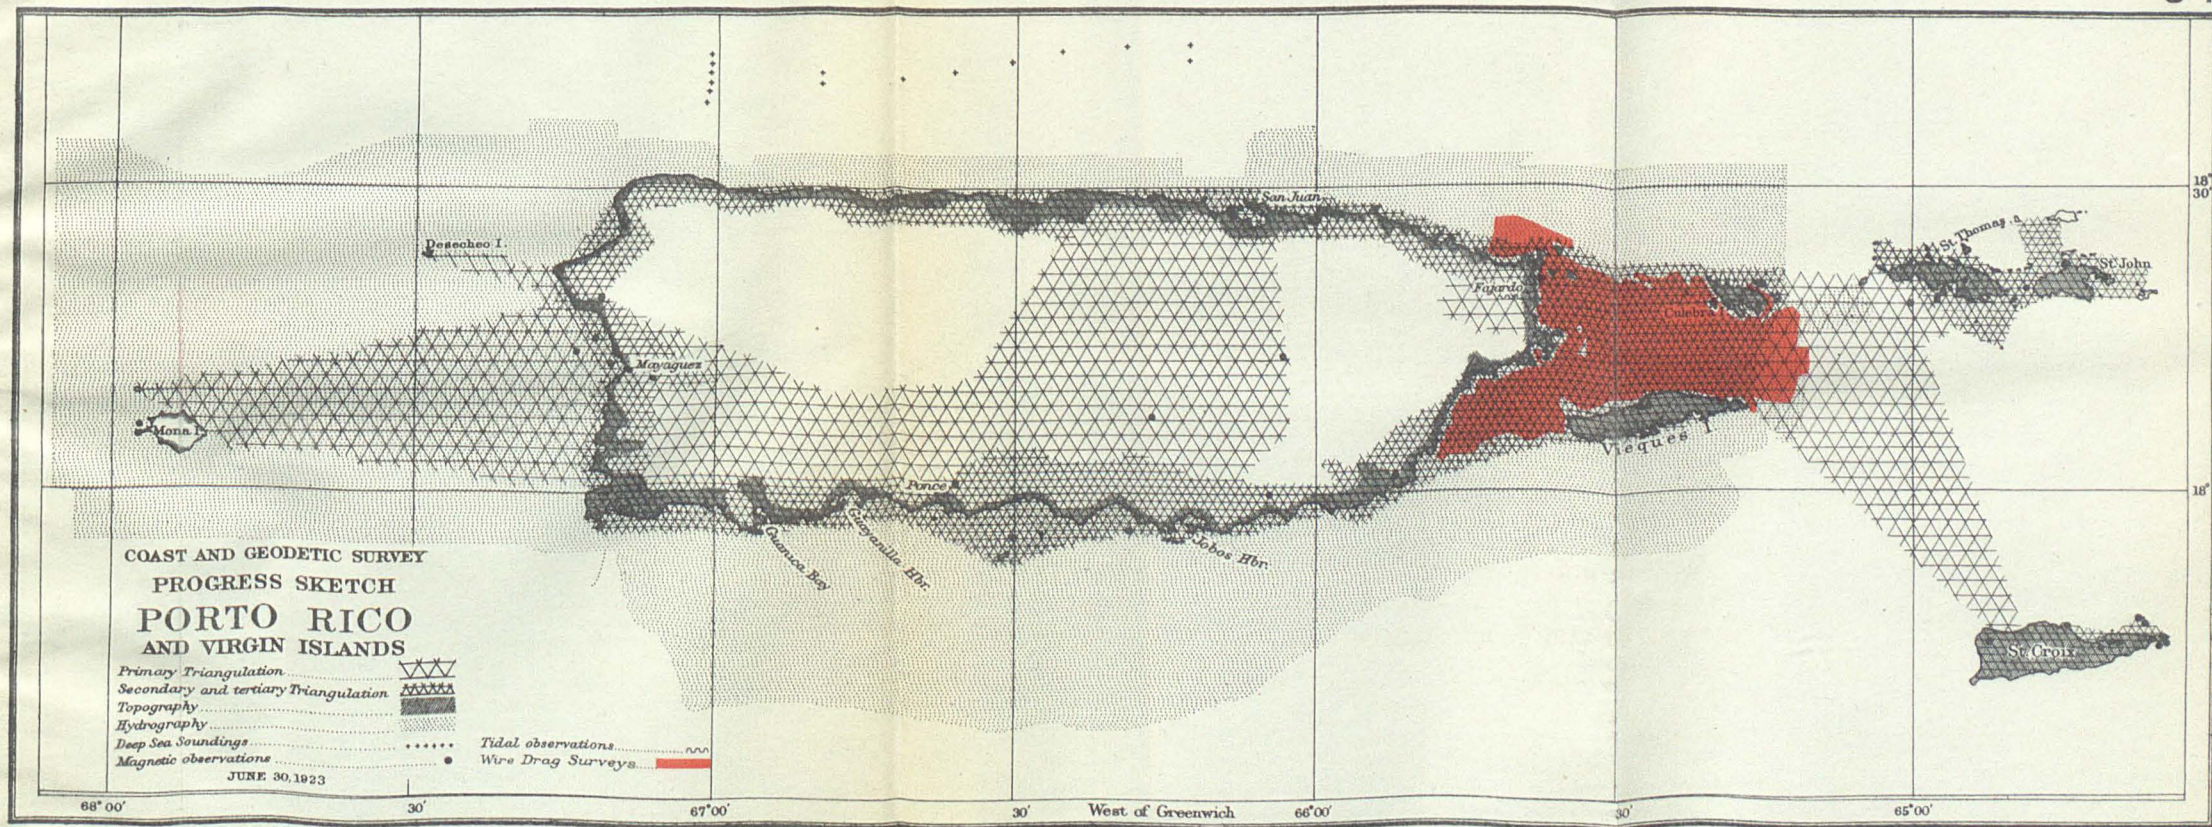 San Juan
18°
30'
Desecheo I.
St. Thomas
St. John
Fajardo
Culebra I
Mayaguez
Mona I.
Vieques I
Ponce
18°
Guanica Bay
Guayanilla Hbr.
Jobos Hbr.
COAST AND GEODETIC SURVEY
PROGRESS SKETCH
PORTO RICO
AND VIRGIN ISLANDS
Primary Triangulation
Secondary and tertiary Triangulation
Topography
Hydrography
Deep Sea Soundings
Magnetic observations
JUNE 30, 1923
Tidal observations
Wire Drag Surveys
St. Croix
68° 00'
30'
67° 00'
30'
West of Greenwich
66° 00'
30'
65° 00'